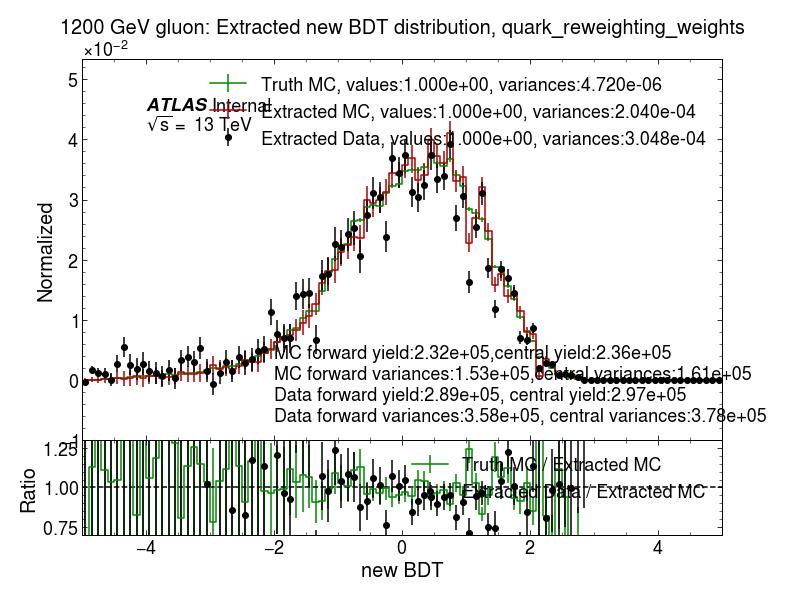 1200 GeV gluon: Extracted new BDT distribution, quark_reweighting_weights
×10−2
Truth MC, values:1.000e+00, variances:4.720e-06
ATLAS Internal
Extracted MC, values:1.000e+00, variances:2.040e-04
√s = 13 TeV
Extracted Data, values:1.000e+00, variances:3.048e-04
5
4
3
2
1
0
Normalized
MC forward yield:2.32e+05,central yield:2.36e+05
MC forward variances:1.53e+05,central variances:1.61e+05
Data forward yield:2.89e+05, central yield:2.97e+05
Data forward variances:3.58e+05, central variances:3.78e+05
1.25
1.00
0.75
Ratio
Truth MC / Extracted MC
Extracted Data / Extracted MC
−4 −2 0 2 4
new BDT